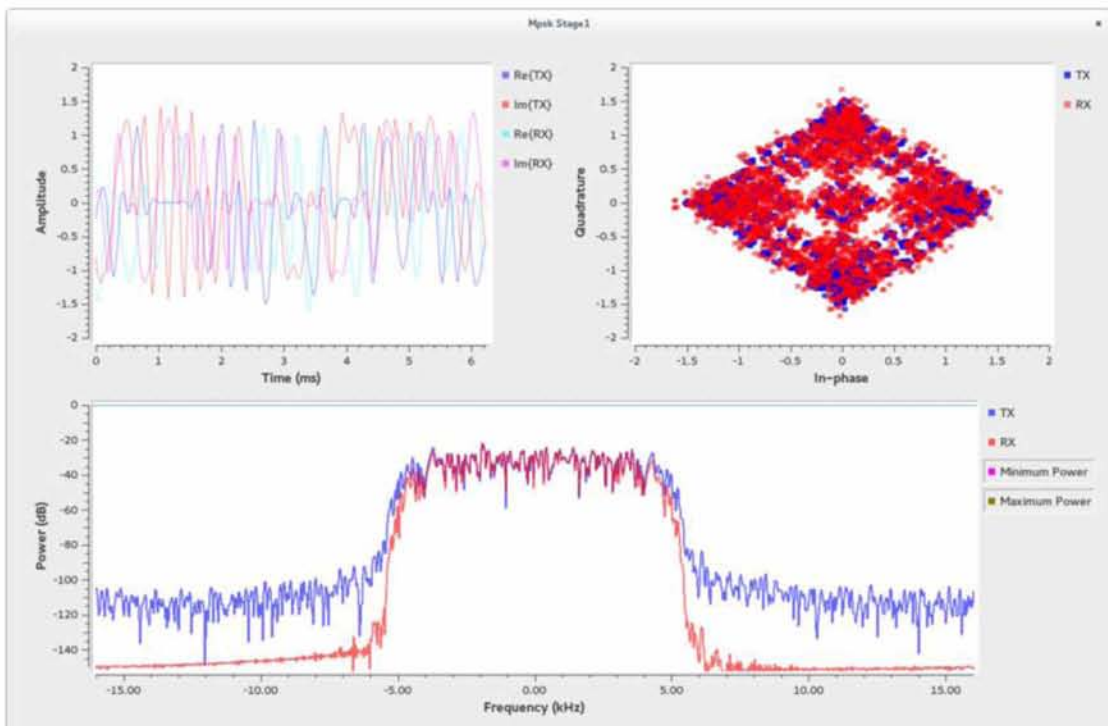 Mpsk Stage1
Amplitude
2
1.5
1
0.5
0
-0.5
-1
-1.5
-2
0 1 2 3 4 5 6
Time (ms)
Re{TX}
Im{TX}
Re{RX}
Im{RX}
Quadrature
2
1.5
1
0.5
0
-0.5
-1
-1.5
-2
-2 -1.5 -1 -0.5 0 0.5 1 1.5 2
In-phase
TX
RX
Power (dB)
0
-20
-40
-60
-80
-100
-120
-140
-15.00 -10.00 -5.00 0.00 5.00 10.00 15.00
Frequency (kHz)
TX
RX
Minimum Power
Maximum Power